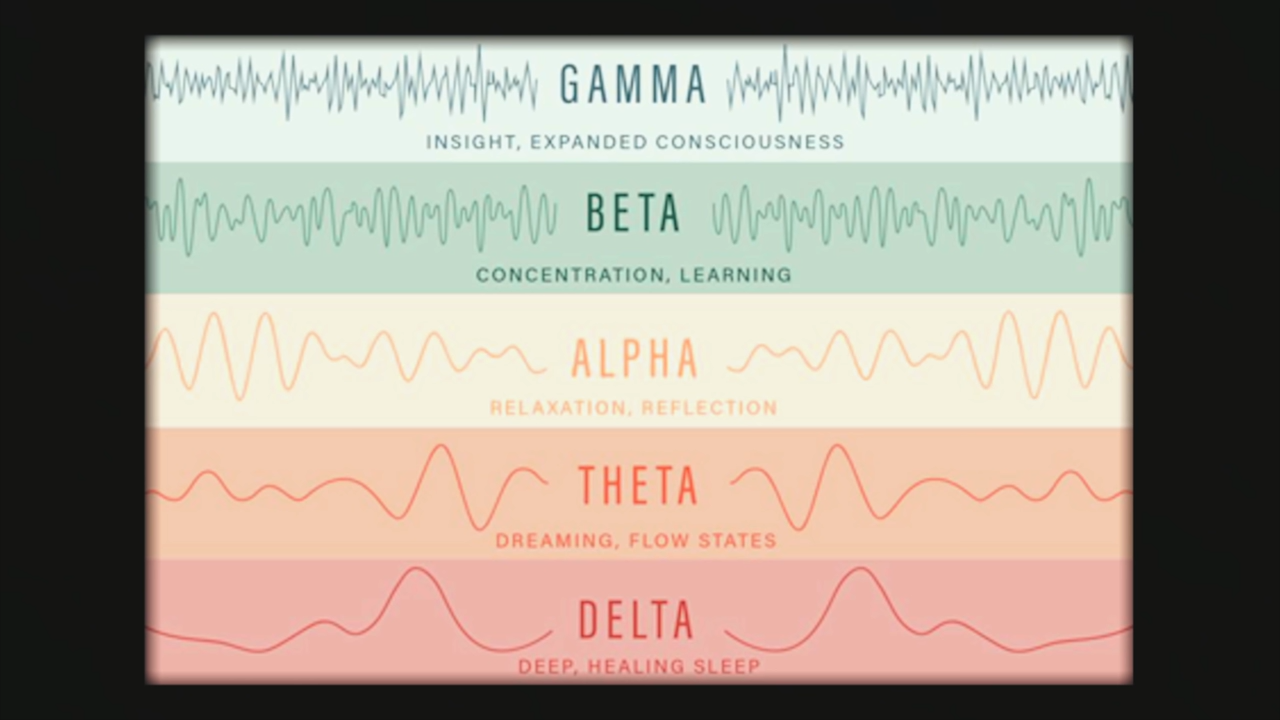 GAMMA
INSIGHT, EXPANDED CONSCIOUSNESS
BETA
CONCENTRATION, LEARNING
ALPHA
RELAXATION, REFLECTION
THETA
DREAMING, FLOW STATES
DELTA
DEEP, HEALING SLEEP